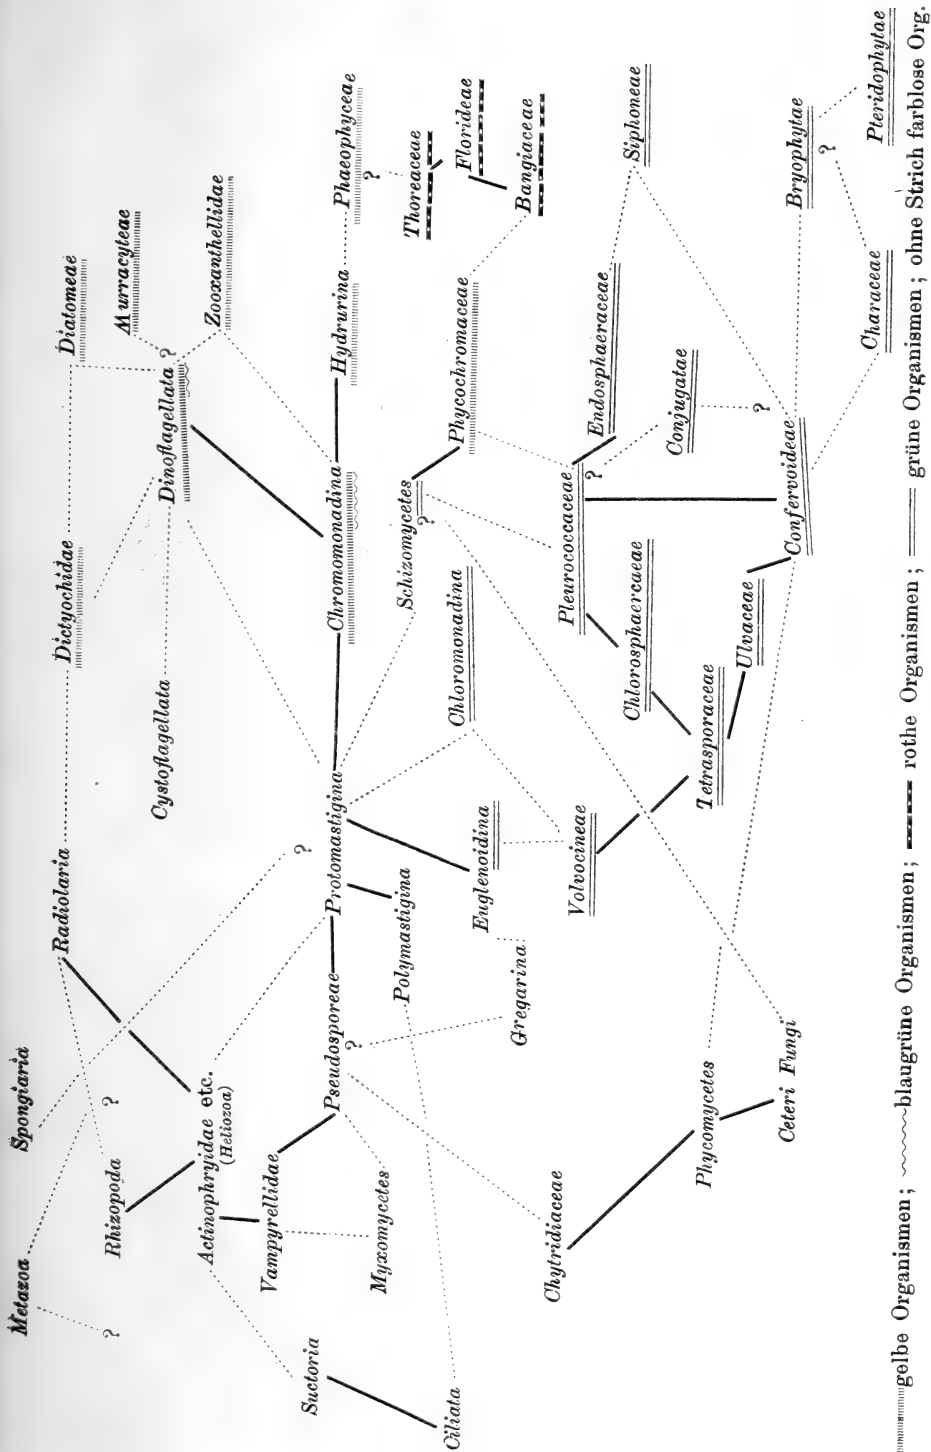 Metazoa
Spongiaria
Radiolaria
Dictyochidae
Diatomeae
?
Rhizopoda
?
Murracyteae
Cystoflagellata
Dinoflagellata
?
Zooxanthellidae
Actinophryidae etc.
(Heliozoa)
?
Vampyrellidae
Suctoria
Pseudosporeae
?
Protomastigina
Chromomonadina
Hydrurina
Phaeophyceae
?
Myxomyctes
Polymastigina
Schizomycetes
?
Thoreaceae
Ciliata
Euglenoidina
Chloromonadina
Phycochromaceae
Florideae
Gregarina
Bangiaceae
Chytridiaceae
Volvocineae
Pleurococcaceae
?
Endosphaeraceae
Siphoneae
Chlorosphaercaeae
Conjugatae
Phycomycetes
Tetrasporaceae
Ulvaceae
?
Ceteri Fungi
Confervoideae
Bryophytae
?
Characeae
Pteridophytae
gelbe Organismen; blaugrüne Organismen; rothe Organismen; grüne Organismen; ohne Strich farblose Org.